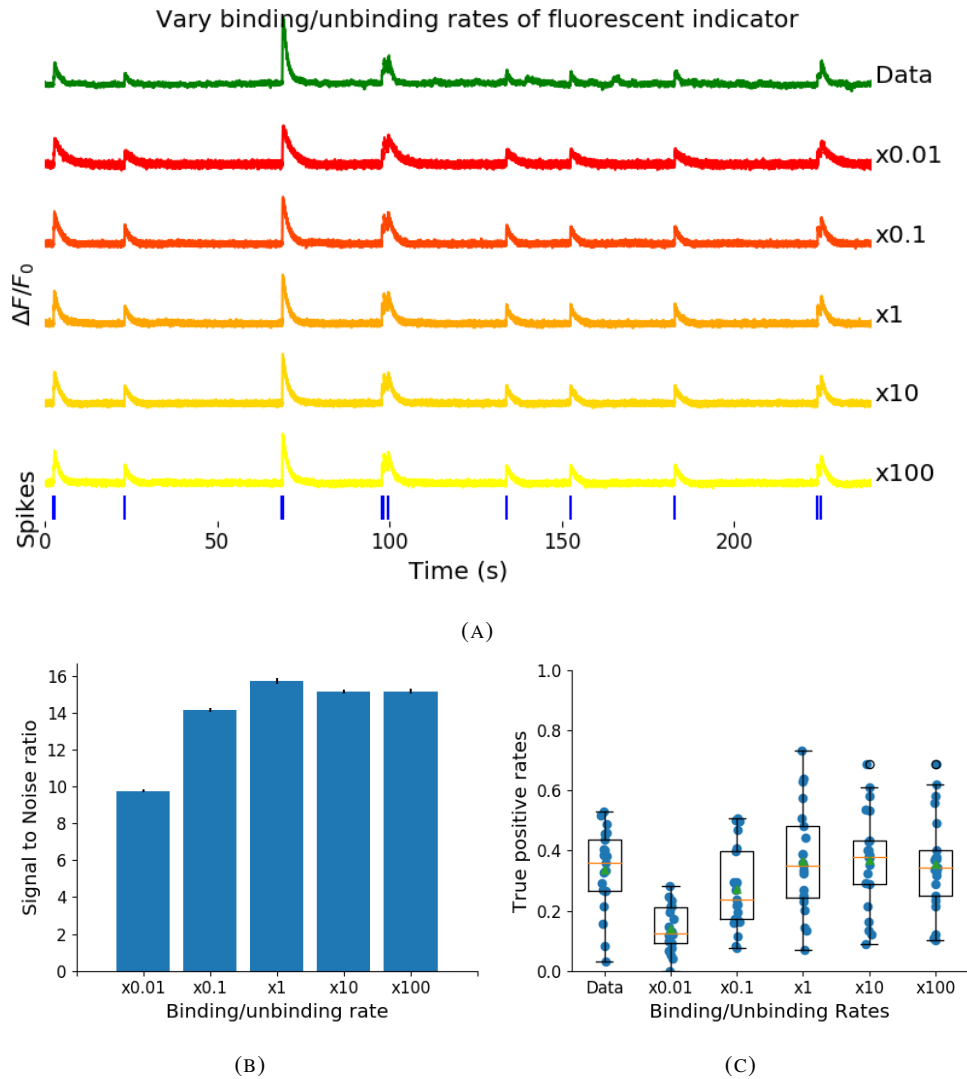 Vary binding/unbinding rates of fluorescent indicator
Data
x0.01
x0.1
x1
x10
x100
ΔF/F0
Spikes
0 50 100 150 200
Time (s)
(A)
16
14
12
10
8
6
4
2
0
Signal to Noise ratio
x0.01 x0.1 x1 x10 x100
Binding/unbinding rate
(B)
1.0
0.8
0.6
0.4
0.2
0.0
True positive rates
Data x0.01 x0.1 x1 x10 x100
Binding/Unbinding Rates
(C)